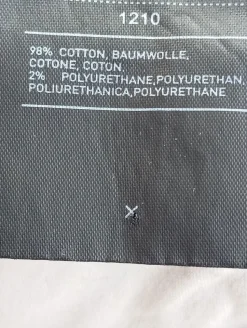 1210
98% COTTON, BAUMWOLLE,
COTONE, COTON,
2% POLYURETHANE,POLYURETHAN,
POLIURETHANICA,POLYURETHANE